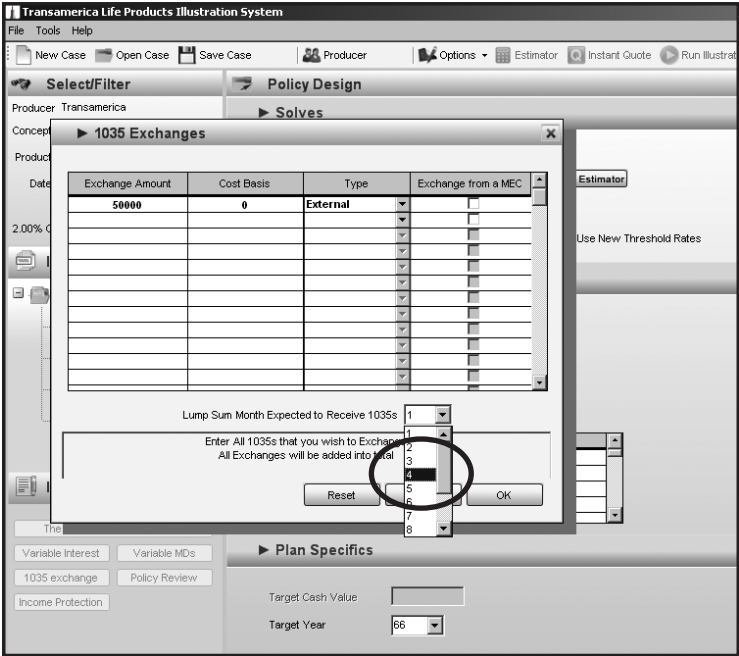 Transamerica Life Products Illustration System
File Tools Help
New Case Open Case Save Case Producer Options Estimator Instant Quote Run Illustrat
Select/Filter
Policy Design
Producer Transamerica
Solves
Concept
1035 Exchanges
Product
Date
Estimator
Exchange Amount Cost Basis Type Exchange from a MEC
50000 0 External
2.00%
Use New Threshold Rates
Lump Sum Month Expected to Receive 1035s 1
1
2
3
4
5
6
7
8
Enter All 1035s that you wish to Exchang
All Exchanges will be added into total
Reset OK
The
Variable Interest Variable MDs
Plan Specifics
1035 exchange Policy Review
Income Protection
Target Cash Value
Target Year 66